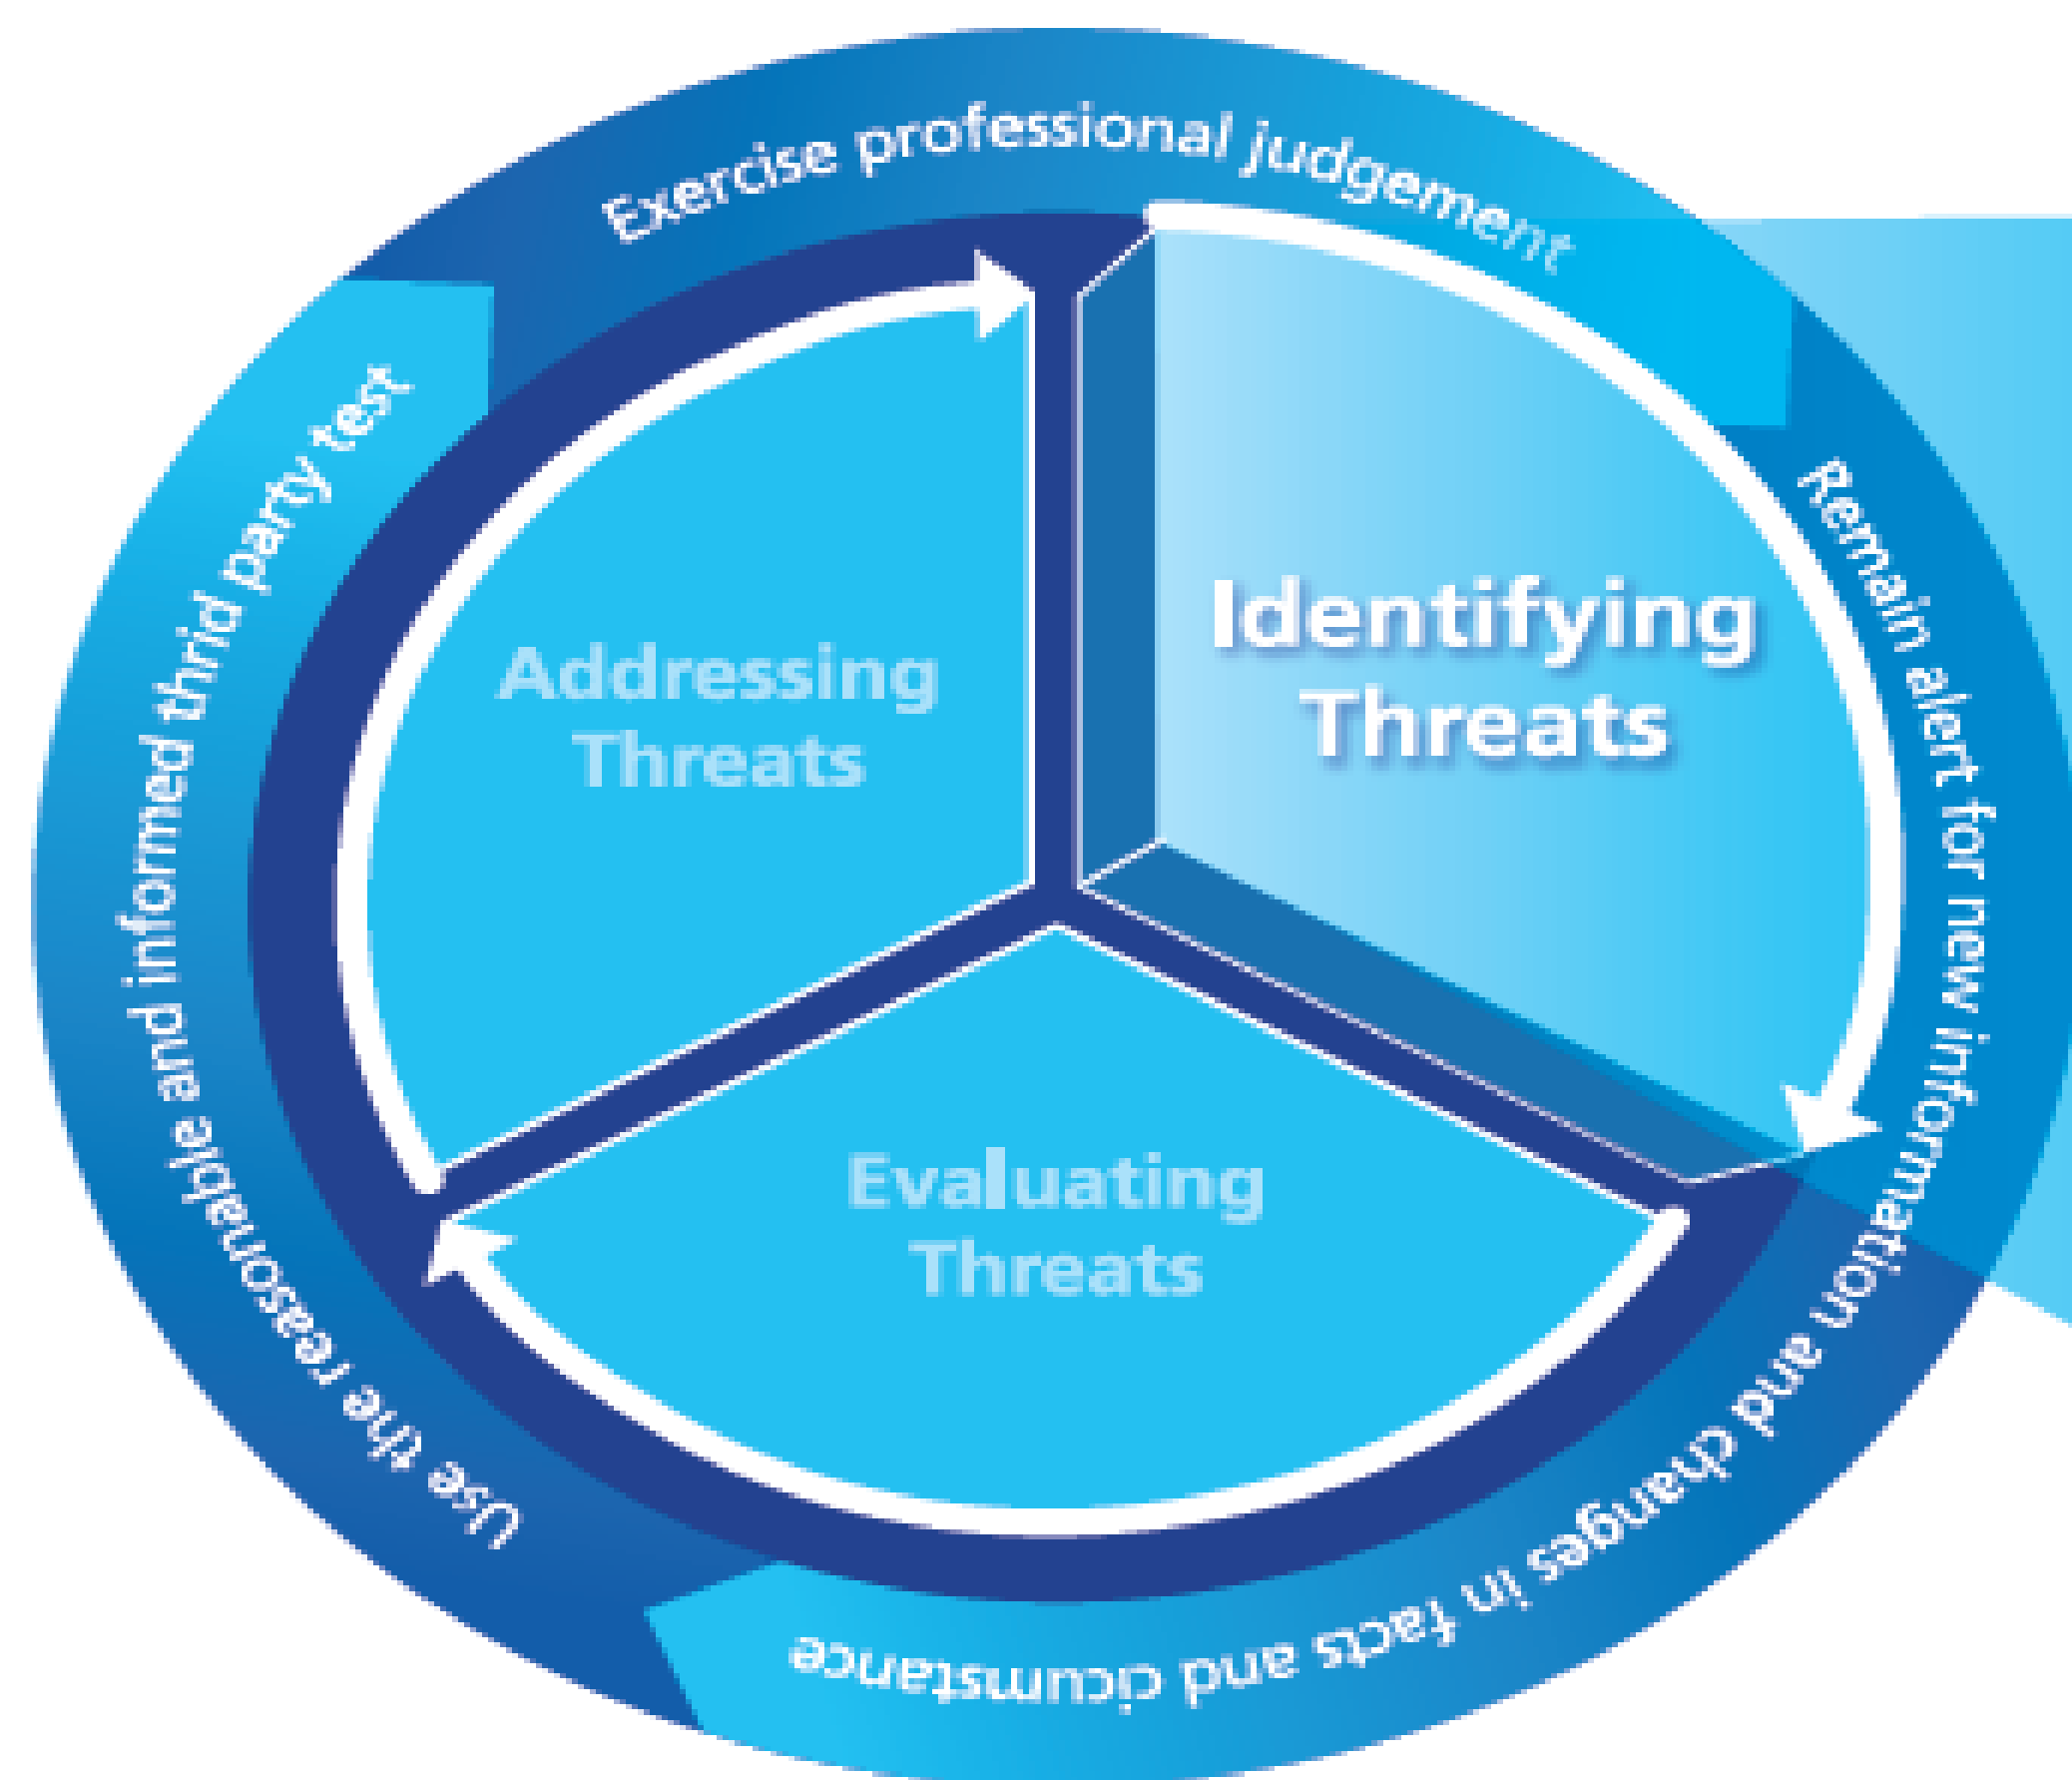 Exercise professional judgement
Remain alert for new information and changes in facts and cicumstance
Use the reasonable and informed thrid party test
Identifying
Threats
Evaluating
Threats
Addressing
Threats